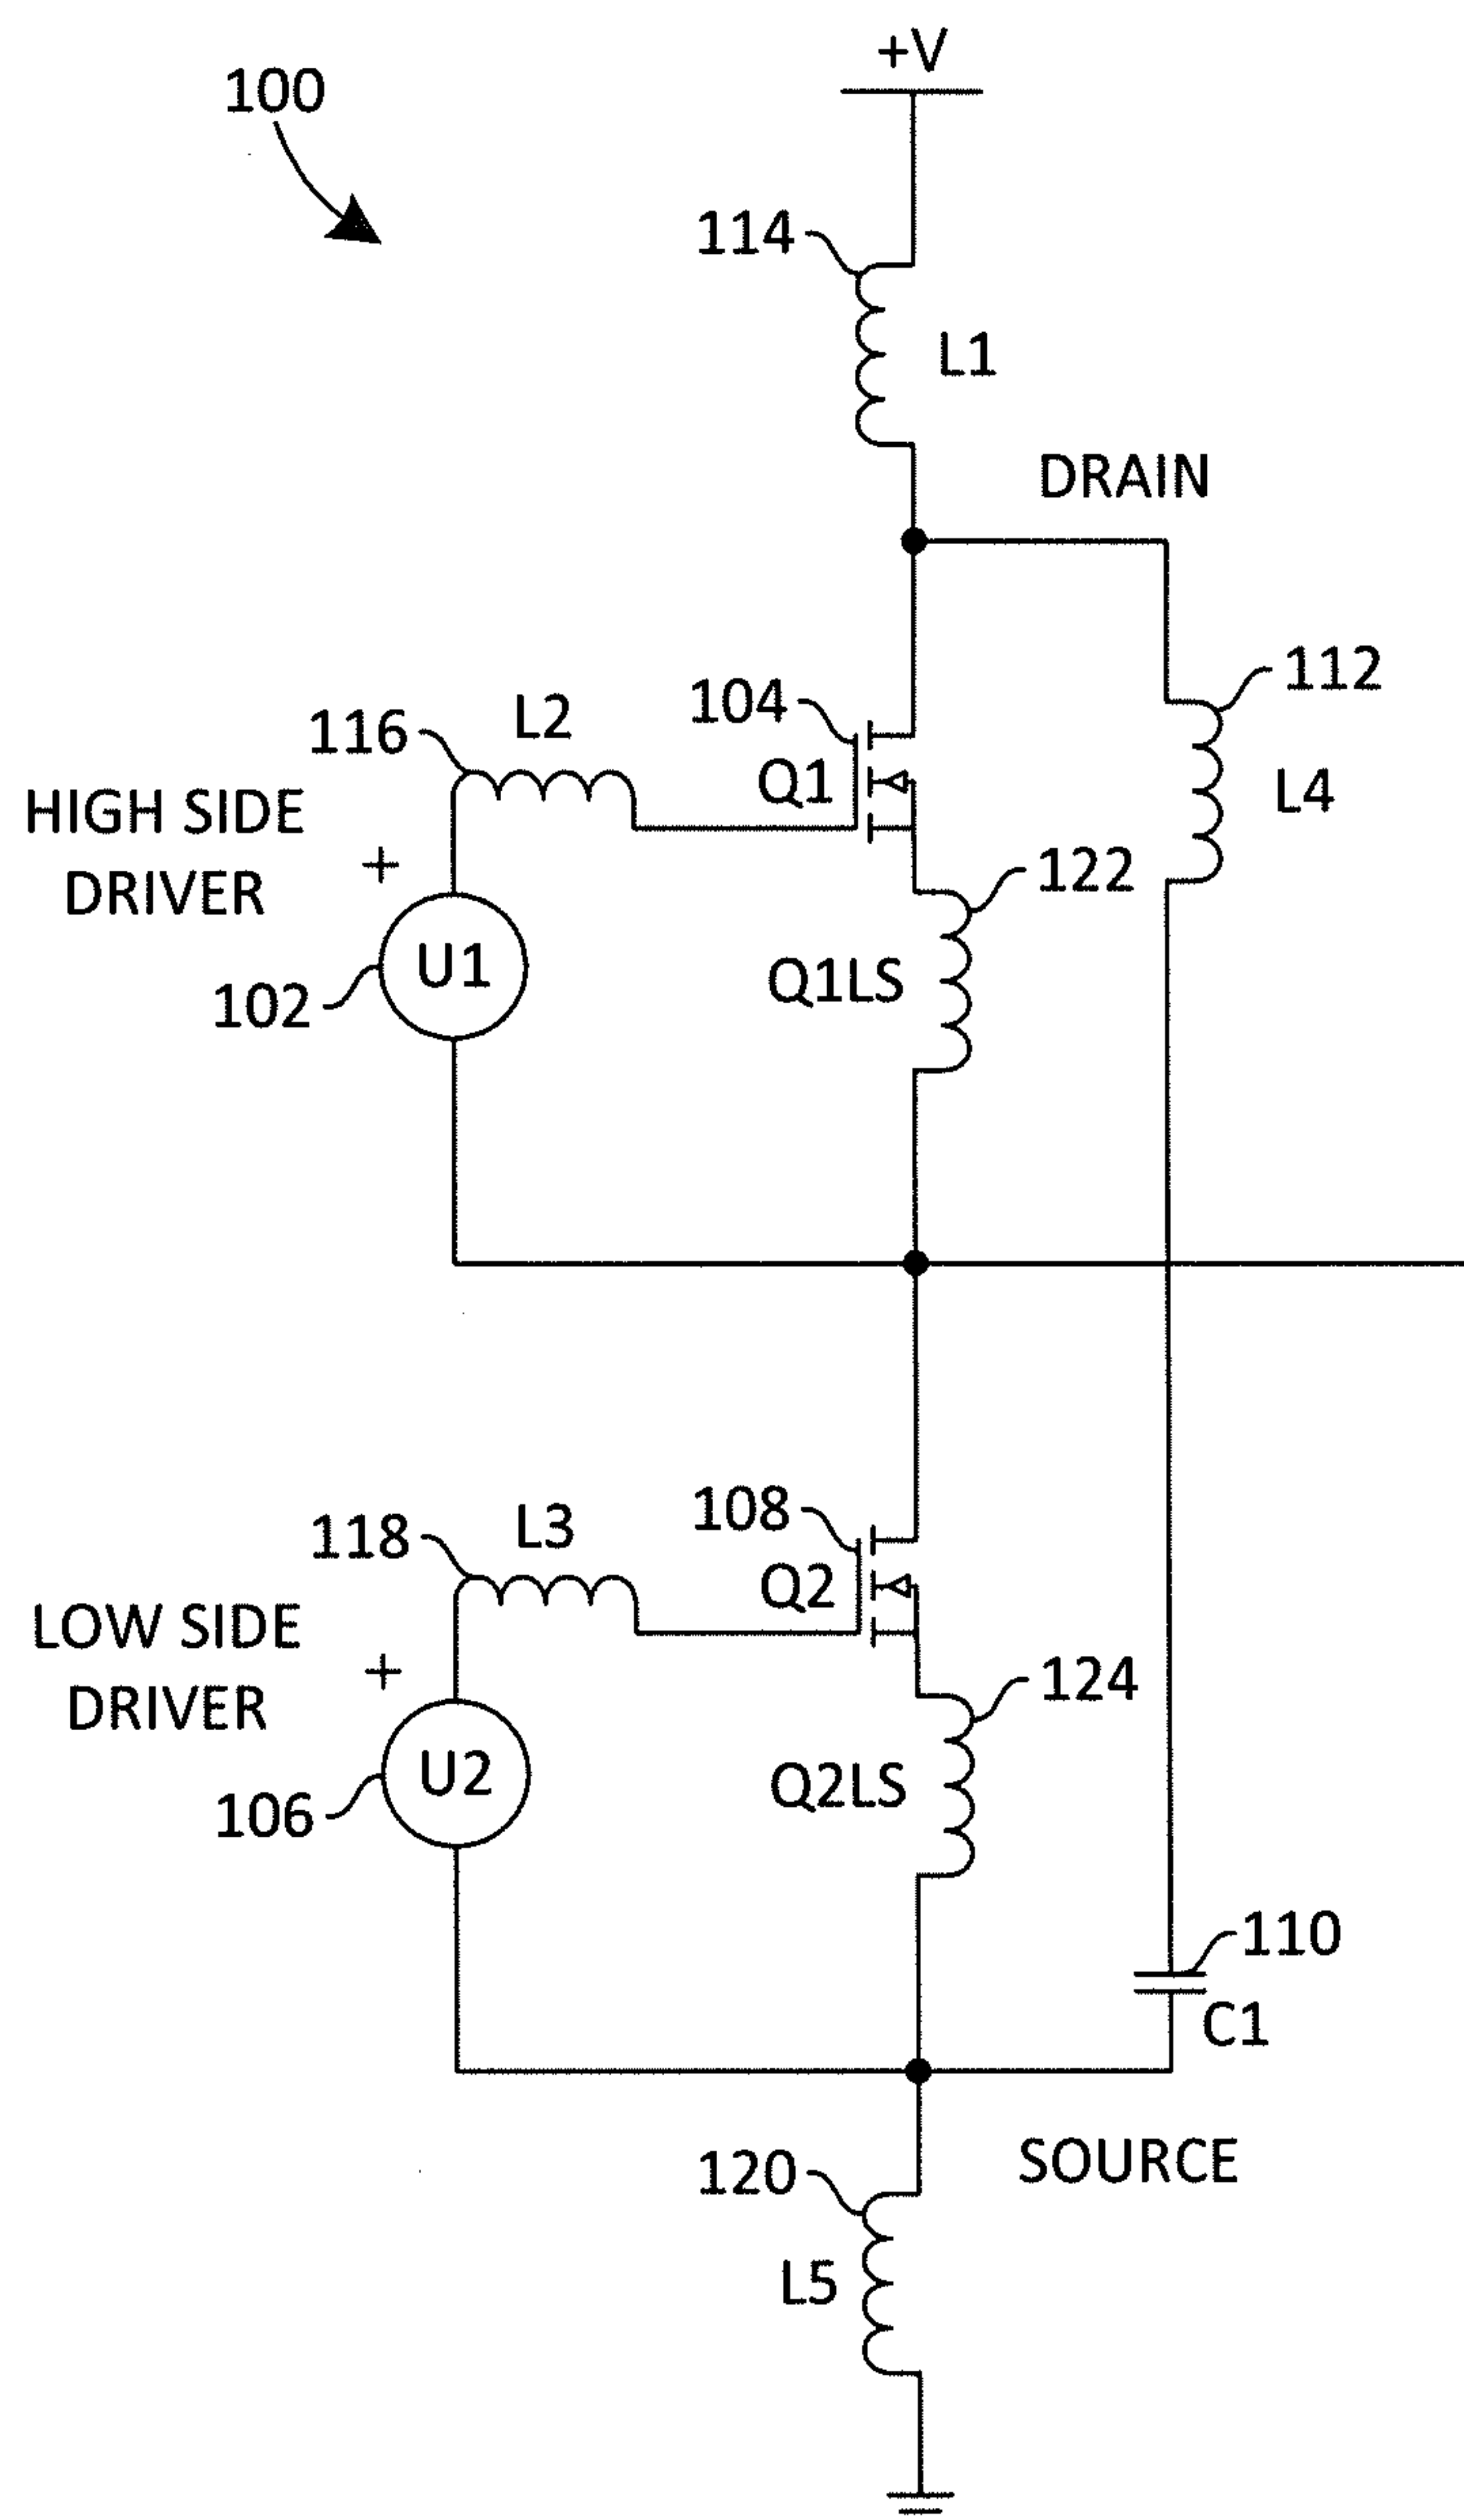 +V
100
114
L1
DRAIN
112
104
L2
116
Q1
L4
HIGH SIDE
DRIVER
+
122
U1
Q1LS
102
108
L3
118
Q2
LOW SIDE
DRIVER
+
124
U2
Q2LS
106
110
C1
SOURCE
120
L5